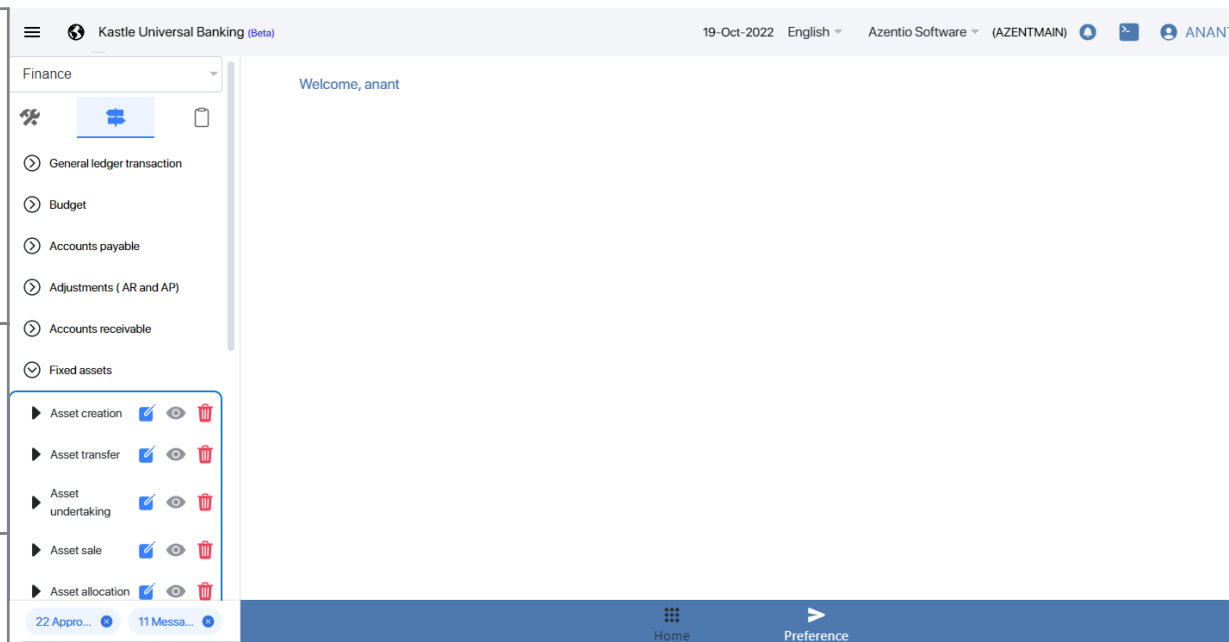 Kastle Universal Banking (Beta)
19-Oct-2022 English Azentio Software (AZENTMAIN) ANANT
Finance
Welcome, anant
General ledger transaction
Budget
Accounts payable
Adjustments ( AR and AP)
Accounts receivable
Fixed assets
Asset creation
Asset transfer
Asset
undertaking
Asset sale
Asset allocation
22 Appro... 11 Messa...
Home Preference